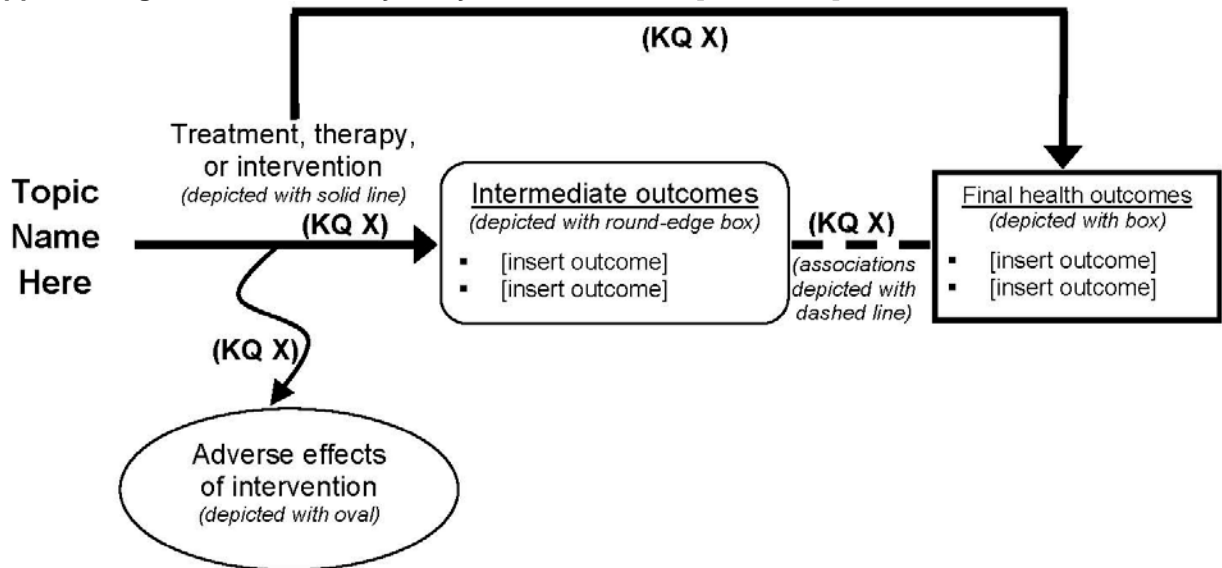 (KQ X)
Treatment, therapy,
or intervention
(depicted with solid line)
(KQ X)
Topic
Name
Here
Intermediate outcomes
(depicted with round-edge box)
▪ [insert outcome]
▪ [insert outcome]
(KQ X)
(associations
depicted with
dashed line)
Final health outcomes
(depicted with box)
▪ [insert outcome]
▪ [insert outcome]
(KQ X)
Adverse effects
of intervention
(depicted with oval)